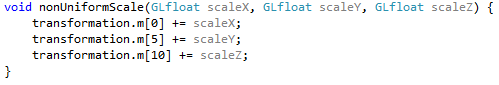 void nonUniformScale(GLfloat scaleX, GLfloat scaleY, GLfloat scaleZ) {
    transformation.m[0] += scaleX;
    transformation.m[5] += scaleY;
    transformation.m[10] += scaleZ;
}